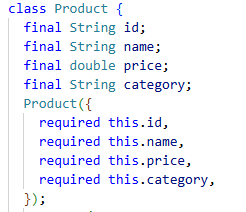 class Product {
  final String id;
  final String name;
  final double price;
  final String category;
  Product({
    required this.id,
    required this.name,
    required this.price,
    required this.category,
  });